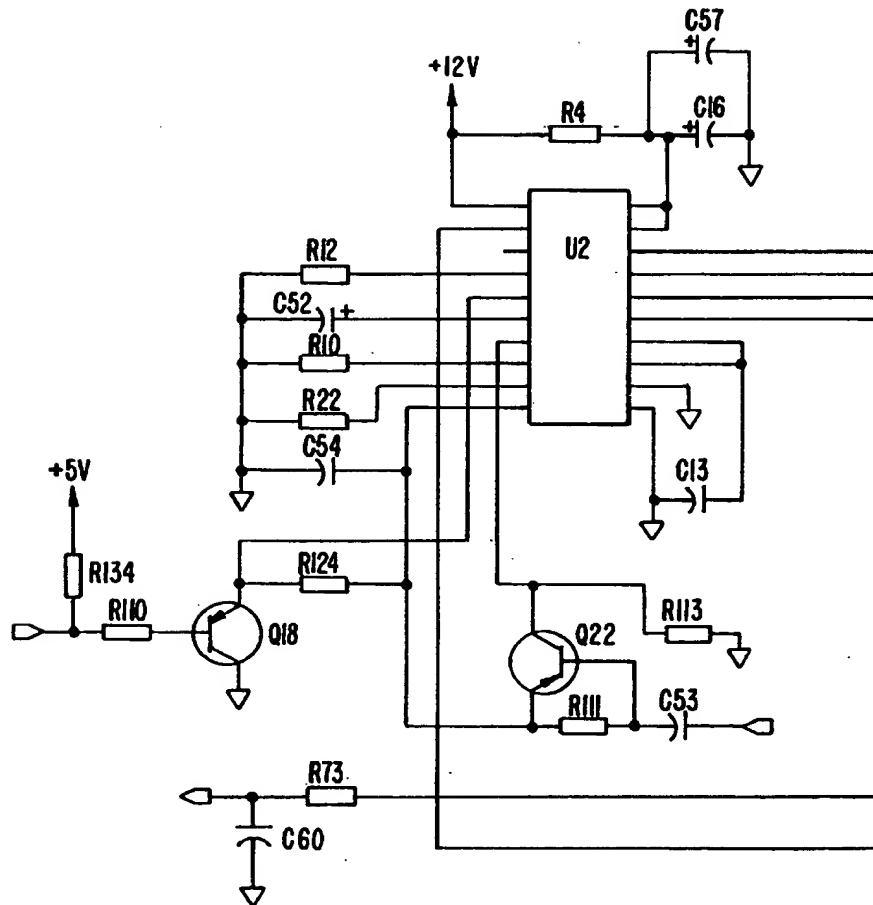 C57
+12V
+
R4
C16
+
U2
R12
C52
+
R10
R22
C54
+5V
C13
R124
R134
R110
Q18
R113
Q22
R111
C53
R73
C60